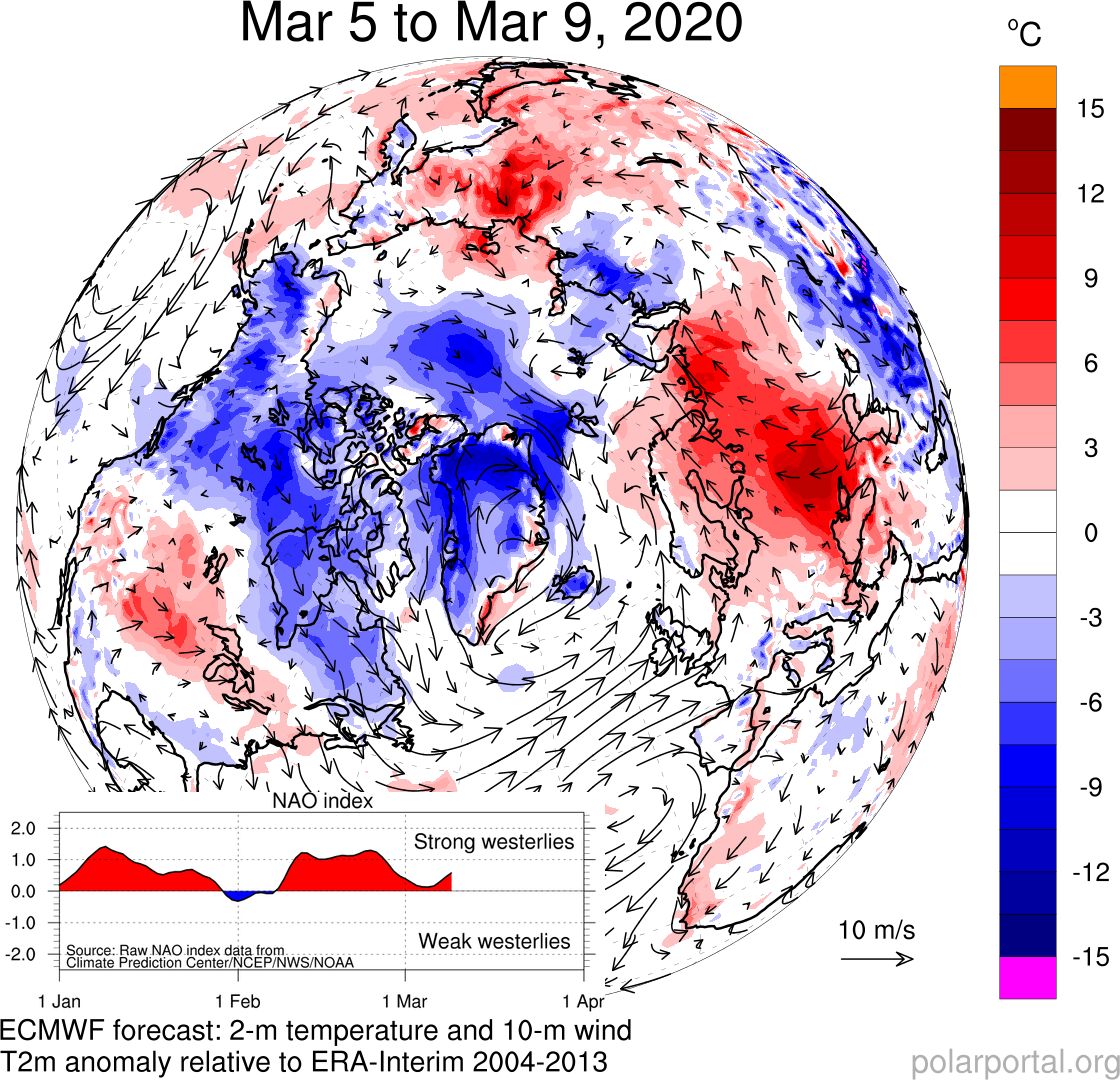 Mar 5 to Mar 9, 2020
oC
15
12
9
6
3
0
-3
-6
-9
-12
-15
NAO index
2.0
1.0
0.0
-1.0
-2.0
Strong westerlies
Weak westerlies
Source: Raw NAO index data from
Climate Prediction Center/NCEP/NWS/NOAA
1 Jan
1 Feb
1 Mar
1 Apr
10 m/s
ECMWF forecast: 2-m temperature and 10-m wind
T2m anomaly relative to ERA-Interim 2004-2013
polarportal.org